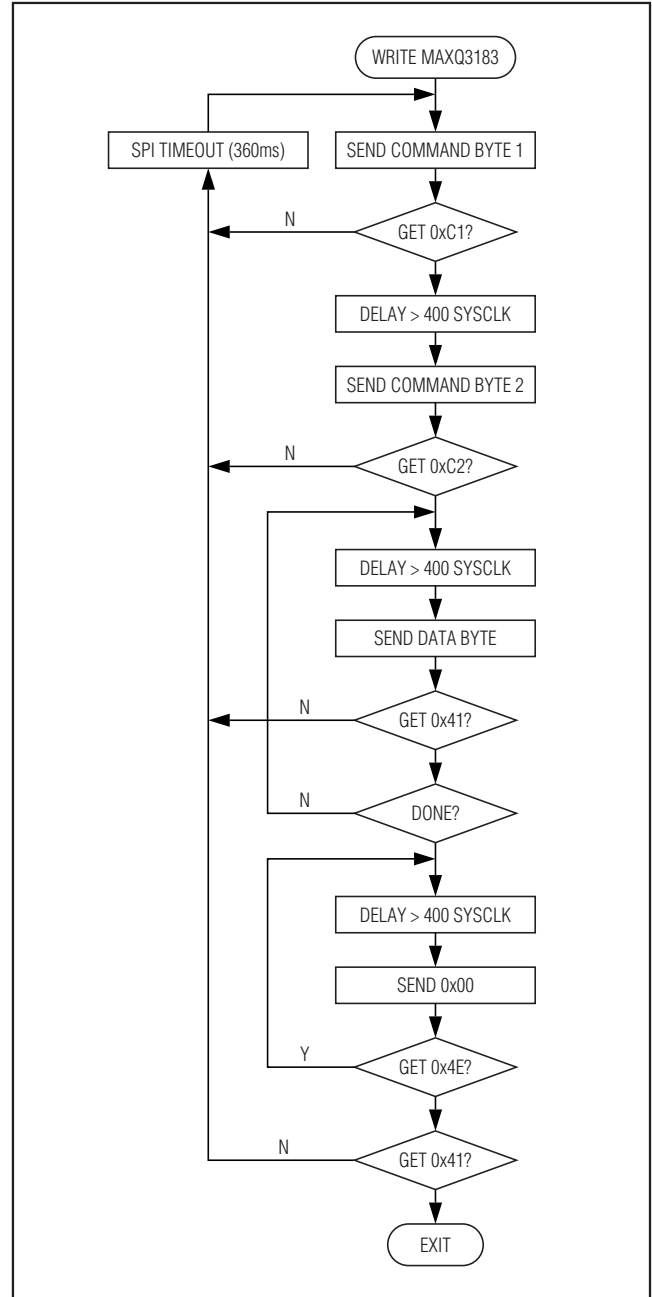 WRITE MAXQ3183
SPI TIMEOUT (360ms)
SEND COMMAND BYTE 1
N
GET 0xC1?
DELAY > 400 SYSCLK
SEND COMMAND BYTE 2
N
GET 0xC2?
DELAY > 400 SYSCLK
SEND DATA BYTE
N
GET 0x41?
N
DONE?
DELAY > 400 SYSCLK
SEND 0x00
Y
GET 0x4E?
N
GET 0x41?
EXIT